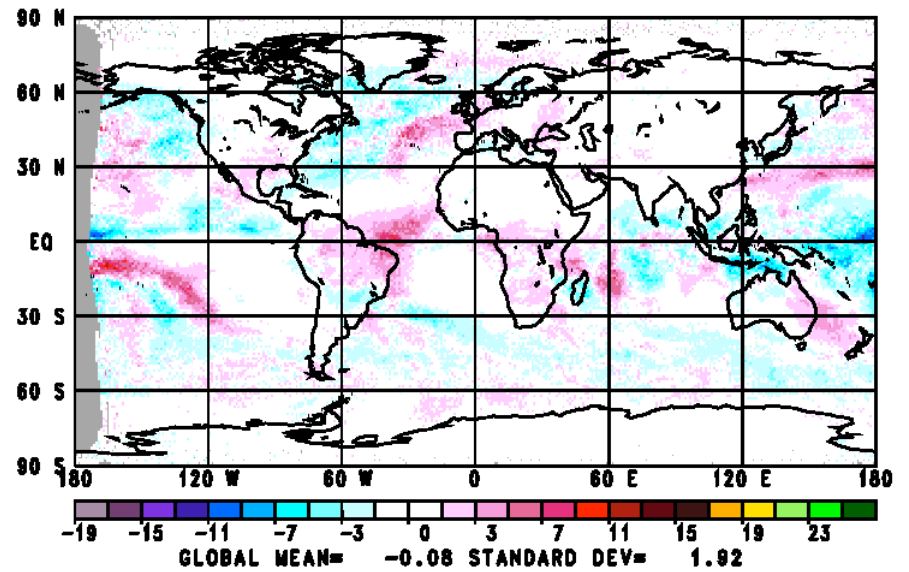 90 N
60 N
30 N
EQ
30 S
60 S
90 S
180 120 W 60 W 0 60 E 120 E 180
-19 -15 -11 -7 -3 0 3 7 11 15 19 23
GLOBAL MEAN= -0.08 STANDARD DEV= 1.92